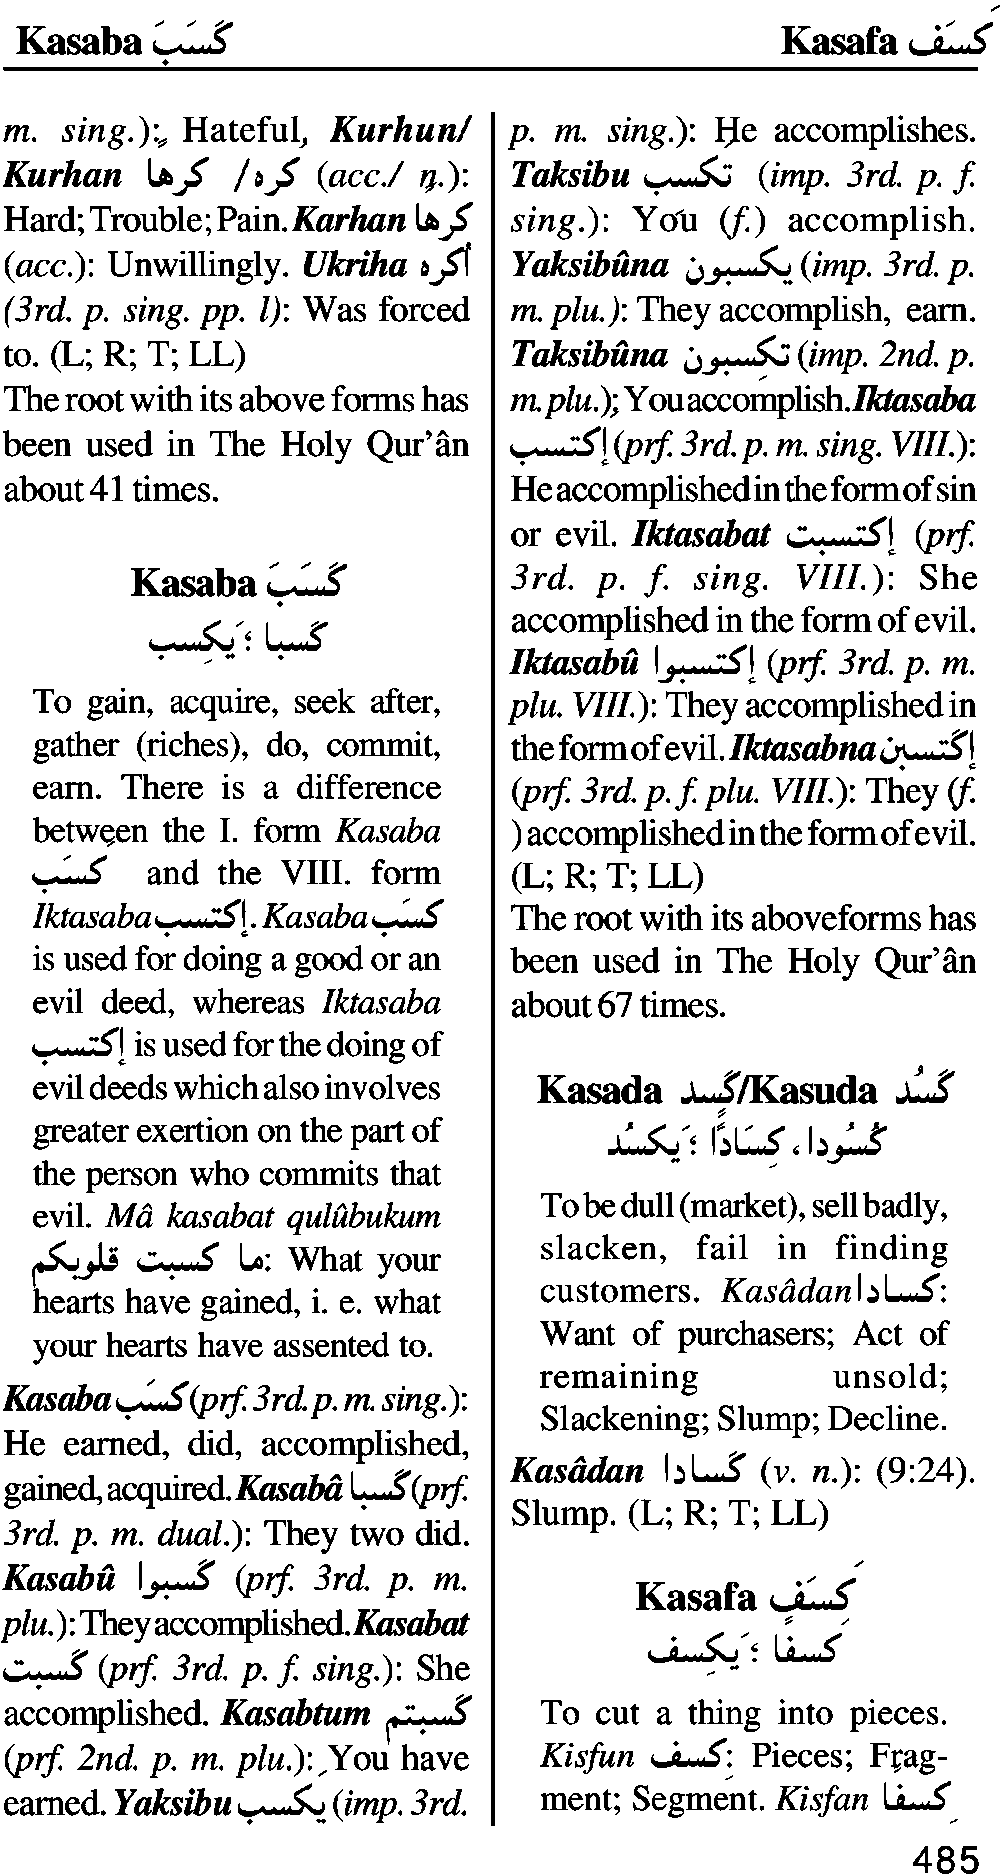 Kasaba كَسَبَ
Kasafa كَسَف
m. sing.): Hateful, Kurhun/
Kurhan كره/ كرها (acc./ n.):
Hard; Trouble; Pain. Karhan كرها
(acc.): Unwillingly. Ukriha أكره
(3rd. p. sing. pp. l): Was forced
to. (L; R; T; LL)
The root with its above forms has
been used in The Holy Qur’ân
about 41 times.
Kasaba كَسَبَ
كَسبا ؛ يَكسِب
To gain, acquire, seek after,
gather (riches), do, commit,
earn. There is a difference
between the I. form Kasaba
كسَب and the VIII. form
Iktasaba إكتسب. Kasaba كسَب
is used for doing a good or an
evil deed, whereas Iktasaba
إكتسب is used for the doing of
evil deeds which also involves
greater exertion on the part of
the person who commits that
evil. Mâ kasabat qulûbukum
ما كسبت قلوبكم: What your
hearts have gained, i. e. what
your hearts have assented to.
Kasaba كسَب (prf. 3rd. p. m. sing.):
He earned, did, accomplished,
gained, acquired. Kasabâ كَسبا (prf.
3rd. p. m. dual.): They two did.
Kasabû كَسبوا (prf. 3rd. p. m.
plu.): They accomplished. Kasabat
كَسبت (prf. 3rd. p. f. sing.): She
accomplished. Kasabtum كَسبتم
(prf. 2nd. p. m. plu.): You have
earned. Yaksibu يكسب (imp. 3rd.
p. m. sing.): He accomplishes.
Taksibu تكسب (imp. 3rd. p. f.
sing.): You (f.) accomplish.
Yaksibûna يكسبون (imp. 3rd. p.
m. plu.): They accomplish, earn.
Taksibûna تكسِبون (imp. 2nd. p.
m. plu.); You accomplish. Iktasaba
إكتسب (prf. 3rd. p. m. sing. VIII.):
He accomplished in the form of sin
or evil. Iktasabat إكتسبت (prf.
3rd. p. f. sing. VIII.): She
accomplished in the form of evil.
Iktasabû إكتسبوا (prf. 3rd. p. m.
plu. VIII.): They accomplished in
the form of evil. Iktasabna إكتسبن
(prf. 3rd. p. f. plu. VIII.): They (f.
) accomplished in the form of evil.
(L; R; T; LL)
The root with its aboveforms has
been used in The Holy Qur’ân
about 67 times.
Kasada كَسد/Kasuda كَسُد
كُسُودا، كِسَادًا ؛ يَكسُد
To be dull (market), sell badly,
slacken, fail in finding
customers. Kasâdan كسادا:
Want of purchasers; Act of
remaining unsold;
Slackening; Slump; Decline.
Kasâdan كَسادا (v. n.): (9:24).
Slump. (L; R; T; LL)
Kasafa كَسَف
كسفًا ؛ يَكسِف
To cut a thing into pieces.
Kisfun كسف: Pieces; Frag-
ment; Segment. Kisfan كِسفا
485